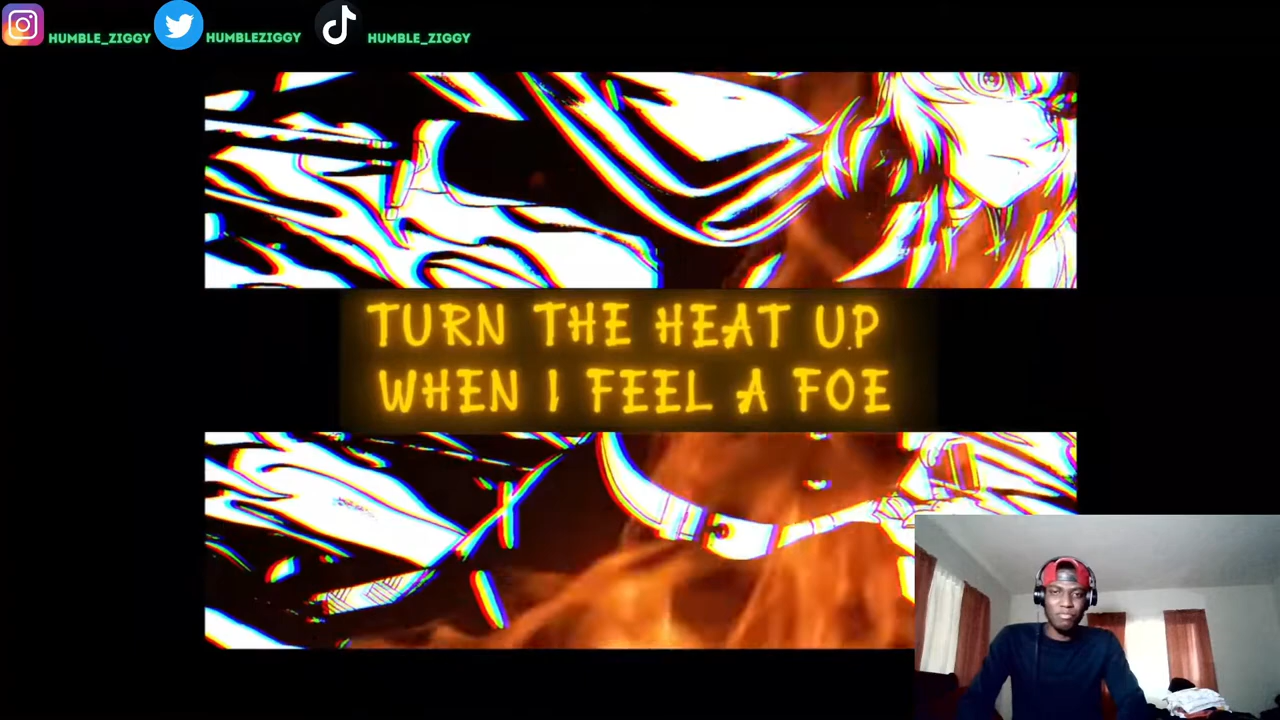 HUMBLE_ZIGGY HUMBLEZIGGY HUMBLE_ZIGGY
TURN THE HEAT UP
WHEN I FEEL A FOE